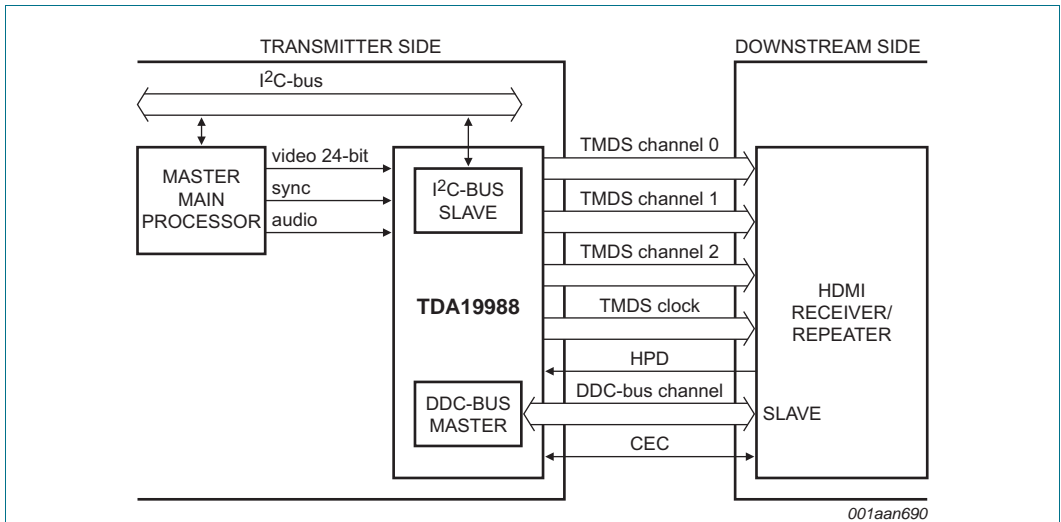 TRANSMITTER SIDE
DOWNSTREAM SIDE
I²C-bus
MASTER
MAIN
PROCESSOR
video 24-bit
sync
audio
I²C-BUS
SLAVE
TDA19988
DDC-BUS
MASTER
TMDS channel 0
TMDS channel 1
TMDS channel 2
TMDS clock
HPD
DDC-bus channel
CEC
HDMI
RECEIVER/
REPEATER
SLAVE
001aan690